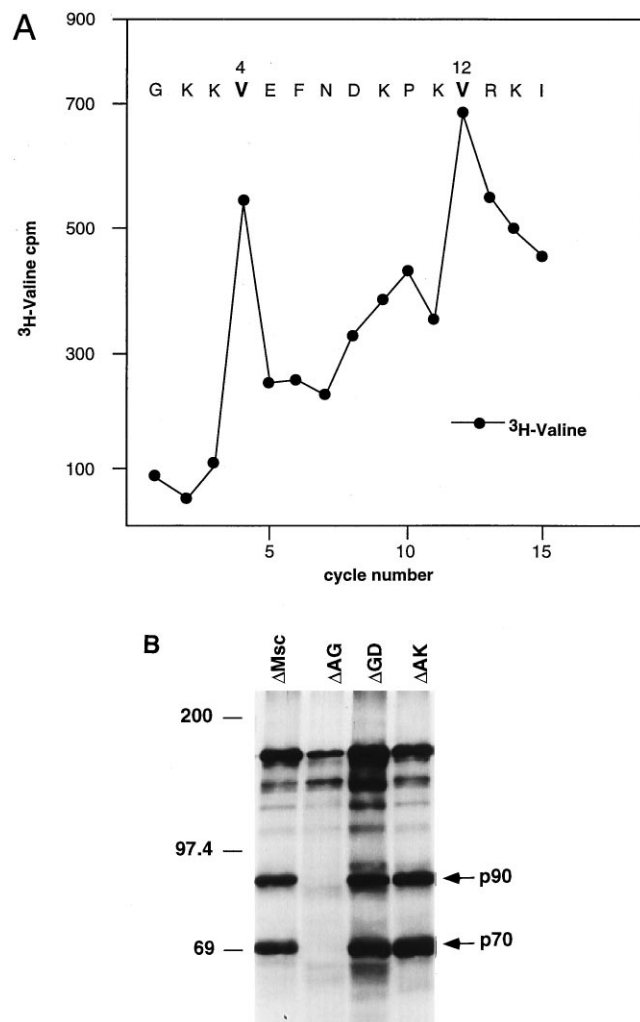 A
900
700
500
300
100
³H-Valine cpm
4 12
G K K V E F N D K P K V R K I
³H-Valine
5 10 15
cycle number
B
ΔMsc ΔAG ΔGD ΔAK
200
97.4
69
p90
p70